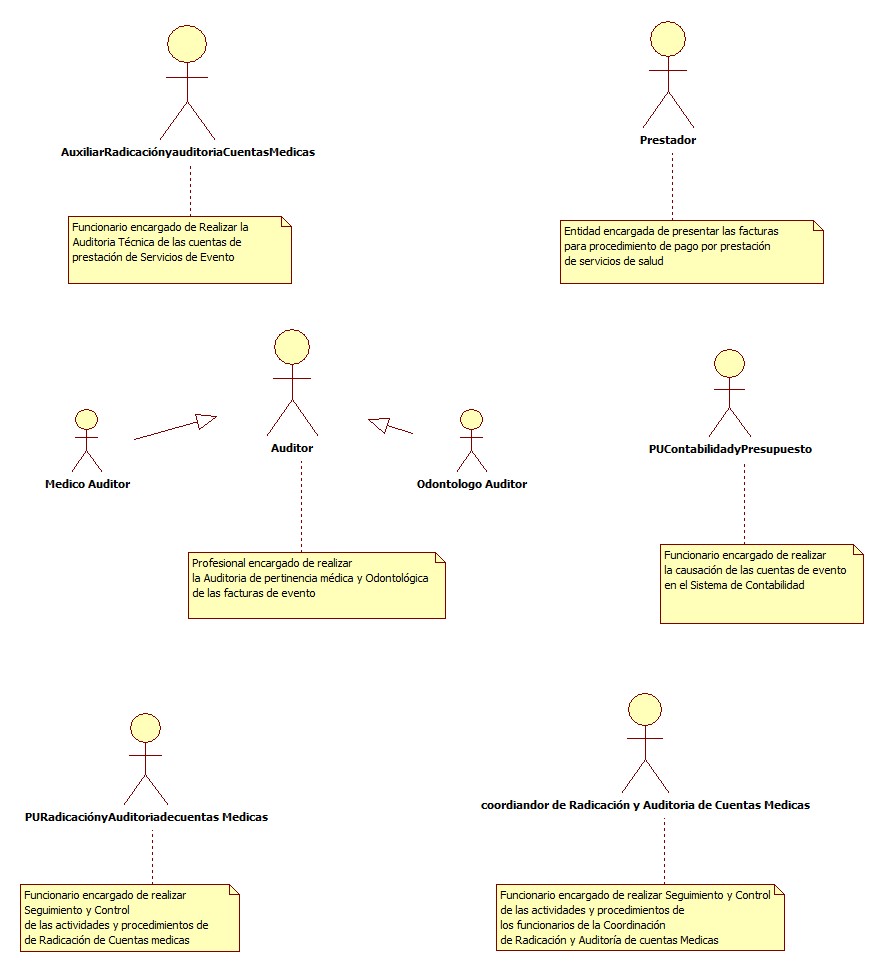 AuxiliarRadicaciónyauditoriaCuentasMedicas
Prestador
Funcionario encargado de Realizar la
Auditoria Técnica de las cuentas de
prestación de Servicios de Evento
Entidad encargada de presentar las facturas
para procedimiento de pago por prestación
de servicios de salud
Auditor
Medico Auditor
Odontologo Auditor
PUContabilidadyPresupuesto
Profesional encargado de realizar
la Auditoria de pertinencia médica y Odontológica
de las facturas de evento
Funcionario encargado de realizar
la causación de las cuentas de evento
en el Sistema de Contabilidad
PURadicaciónyAuditoriadecuentas Medicas
coordiandor de Radicación y Auditoria de Cuentas Medicas
Funcionario encargado de realizar
Seguimiento y Control
de las actividades y procedimientos de
de Radicación de Cuentas medicas
Funcionario encargado de realizar Seguimiento y Control
de las actividades y procedimientos de
los funcionarios de la Coordinación
de Radicación y Auditoría de cuentas Medicas